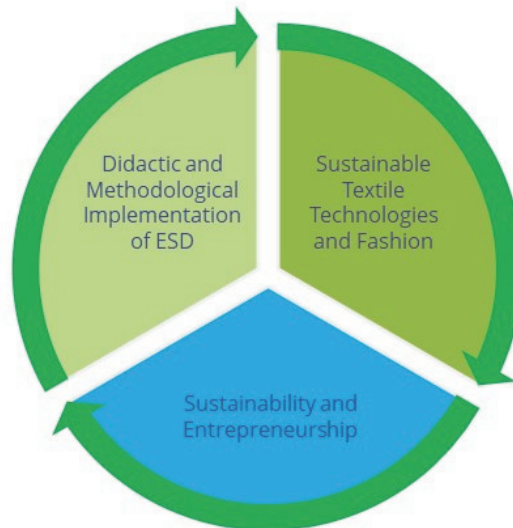 Didactic and
Methodological
Implementation
of ESD
Sustainable
Textile
Technologies
and Fashion
Sustainability and
Entrepreneurship